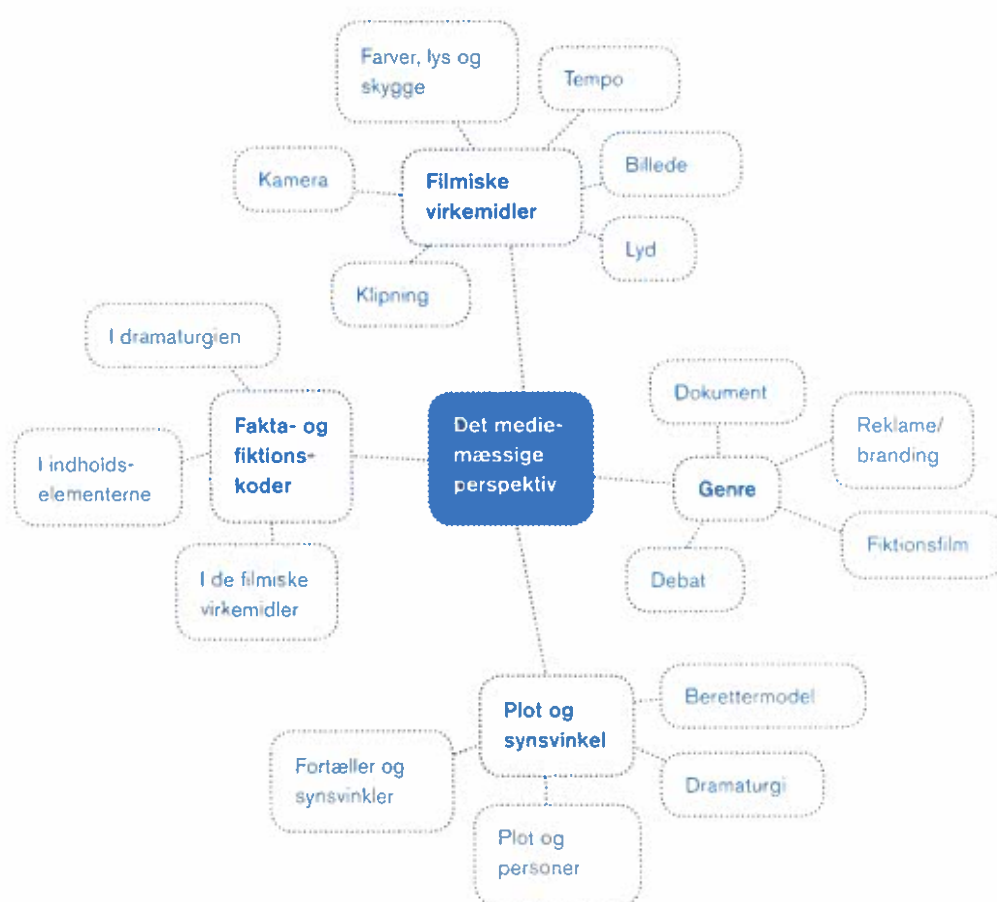 Farver, lys og
skygge
Tempo
Kamera
Filmiske
virkemidler
Billede
Lyd
Klipning
I dramaturgien
Fakta- og
fiktions-
koder
I indholds-
elementerne
I de filmiske
virkemidler
Det medie-
mæssige
perspektiv
Dokument
Reklame/
branding
Genre
Fiktionsfilm
Debat
Plot og
synsvinkel
Berettermodel
Fortæller og
synsvinkler
Dramaturgi
Plot og
personer